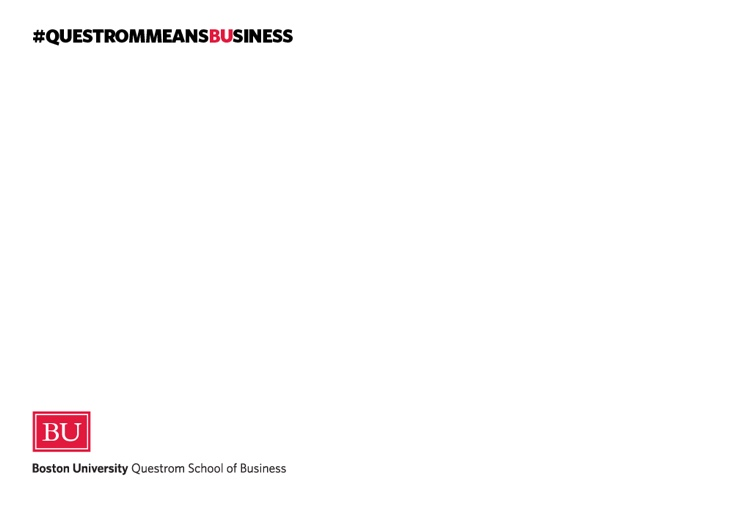 #QUESTROMMEANSBUSINESS
BU
Boston University Questrom School of Business